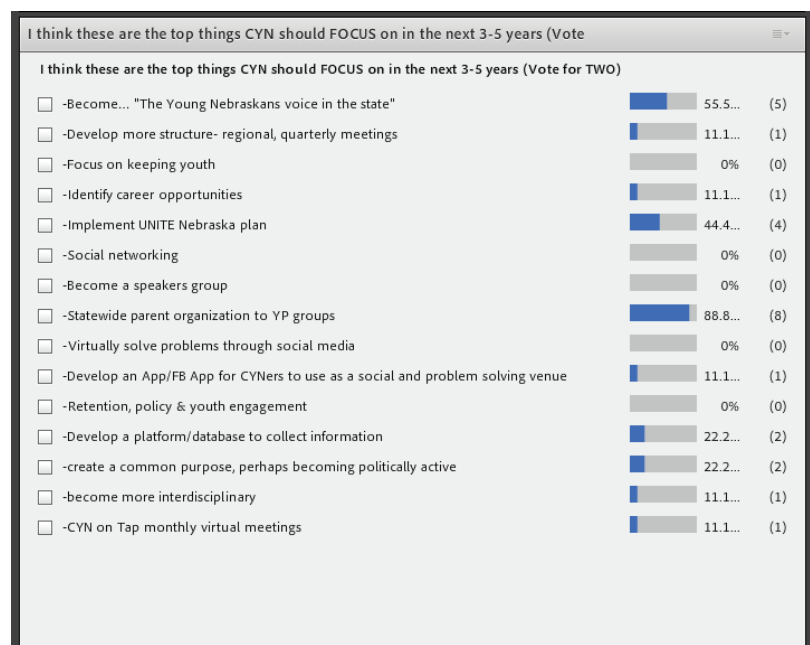 I think these are the top things CYN should FOCUS on in the next 3-5 years (Vote
I think these are the top things CYN should FOCUS on in the next 3-5 years (Vote for TWO)
-Become... "The Young Nebraskans voice in the state" 55.5... (5)
-Develop more structure- regional, quarterly meetings 11.1... (1)
-Focus on keeping youth 0% (0)
-Identify career opportunities 11.1... (1)
-Implement UNITE Nebraska plan 44.4... (4)
-Social networking 0% (0)
-Become a speakers group 0% (0)
-Statewide parent organization to YP groups 88.8... (8)
-Virtually solve problems through social media 0% (0)
-Develop an App/FB App for CYNers to use as a social and problem solving venue 11.1... (1)
-Retention, policy & youth engagement 0% (0)
-Develop a platform/database to collect information 22.2... (2)
-create a common purpose, perhaps becoming politically active 22.2... (2)
-become more interdisciplinary 11.1... (1)
-CYN on Tap monthly virtual meetings 11.1... (1)